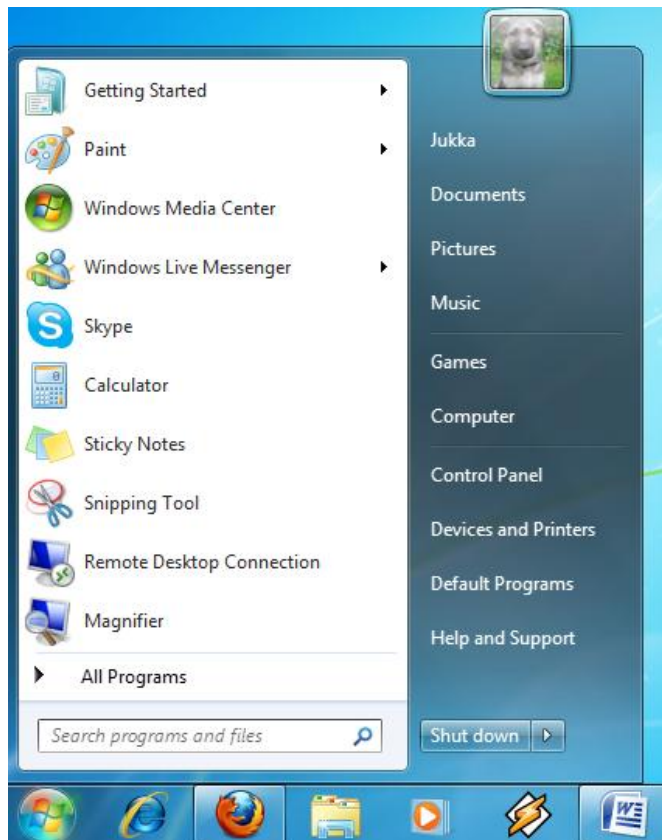 Getting Started
Paint
Windows Media Center
Windows Live Messenger
Skype
Calculator
Sticky Notes
Snipping Tool
Remote Desktop Connection
Magnifier
All Programs
Search programs and files
Jukka
Documents
Pictures
Music
Games
Computer
Control Panel
Devices and Printers
Default Programs
Help and Support
Shut down